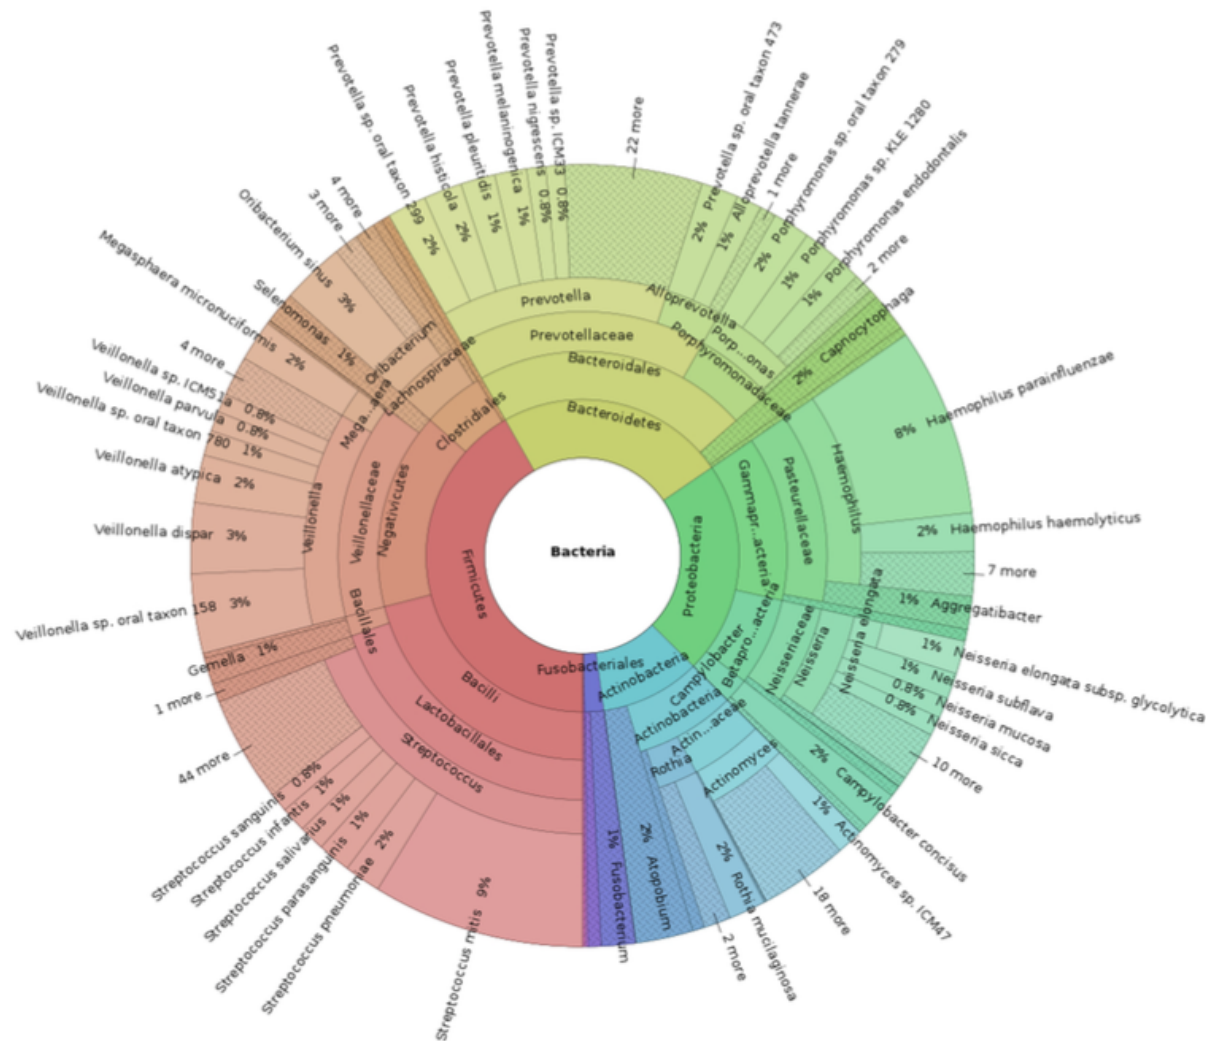 Bacteria
Firmicutes
Bacteroidetes
Proteobacteria
Actinobacteria
Fusobacteriales
Bacteroidales
Prevotellaceae
Prevotella
Prevotella sp. oral taxon 299 2%
Prevotella histicola 2%
Prevotella pleuritidis 1%
Prevotella melaninogenica 1%
Prevotella nigrescens 0.8%
Prevotella sp. ICM33 0.8%
22 more
Alloprevotella
2% Prevotella sp. oral taxon 473
1% Alloprevotella tannerae
1 more
Porphyromonadaceae
Porp...onas
2% Porphyromonas sp. oral taxon 279
1% Porphyromonas sp. KLE 1280
1% Porphyromonas endodontalis
2 more
2% Capnocytophaga
Gammapr...acteria
Pasteurellaceae
Haemophilus
8% Haemophilus parainfluenzae
2% Haemophilus haemolyticus
7 more
1% Aggregatibacter
Betapro...acteria
Neisseriaceae
Neisseria
Neisseria elongata
1% Neisseria elongata subsp. glycolytica
1% Neisseria subflava
0.8% Neisseria mucosa
0.8% Neisseria sicca
10 more
Campylobacter
2% Campylobacter concisus
Actinobacteria
Actin...aceae
Actinomyces
1% Actinomyces sp. ICM47
18 more
Rothia
2% Rothia mucilaginosa
2 more
2% Atopobium
1% Fusobacterium
Bacilli
Lactobacillales
Streptococcus
Streptococcus mitis 9%
Streptococcus pneumoniae 2%
Streptococcus parasanguinis 1%
Streptococcus salivarius 1%
Streptococcus infantis 1%
Streptococcus sanguinis 0.8%
44 more
Bacillales
1 more
Gemella 1%
Negativicutes
Veillonellaceae
Veillonella
Veillonella sp. oral taxon 158 3%
Veillonella dispar 3%
Veillonella atypica 2%
Veillonella sp. oral taxon 780 1%
Veillonella parvula 0.8%
Veillonella sp. ICM51a 0.8%
4 more
Mega...aera
Megasphaera micronuciformis 2%
Selenomonas 1%
Clostridiales
Lachnospiraceae
Oribacterium
Oribacterium sinus 3%
3 more
4 more